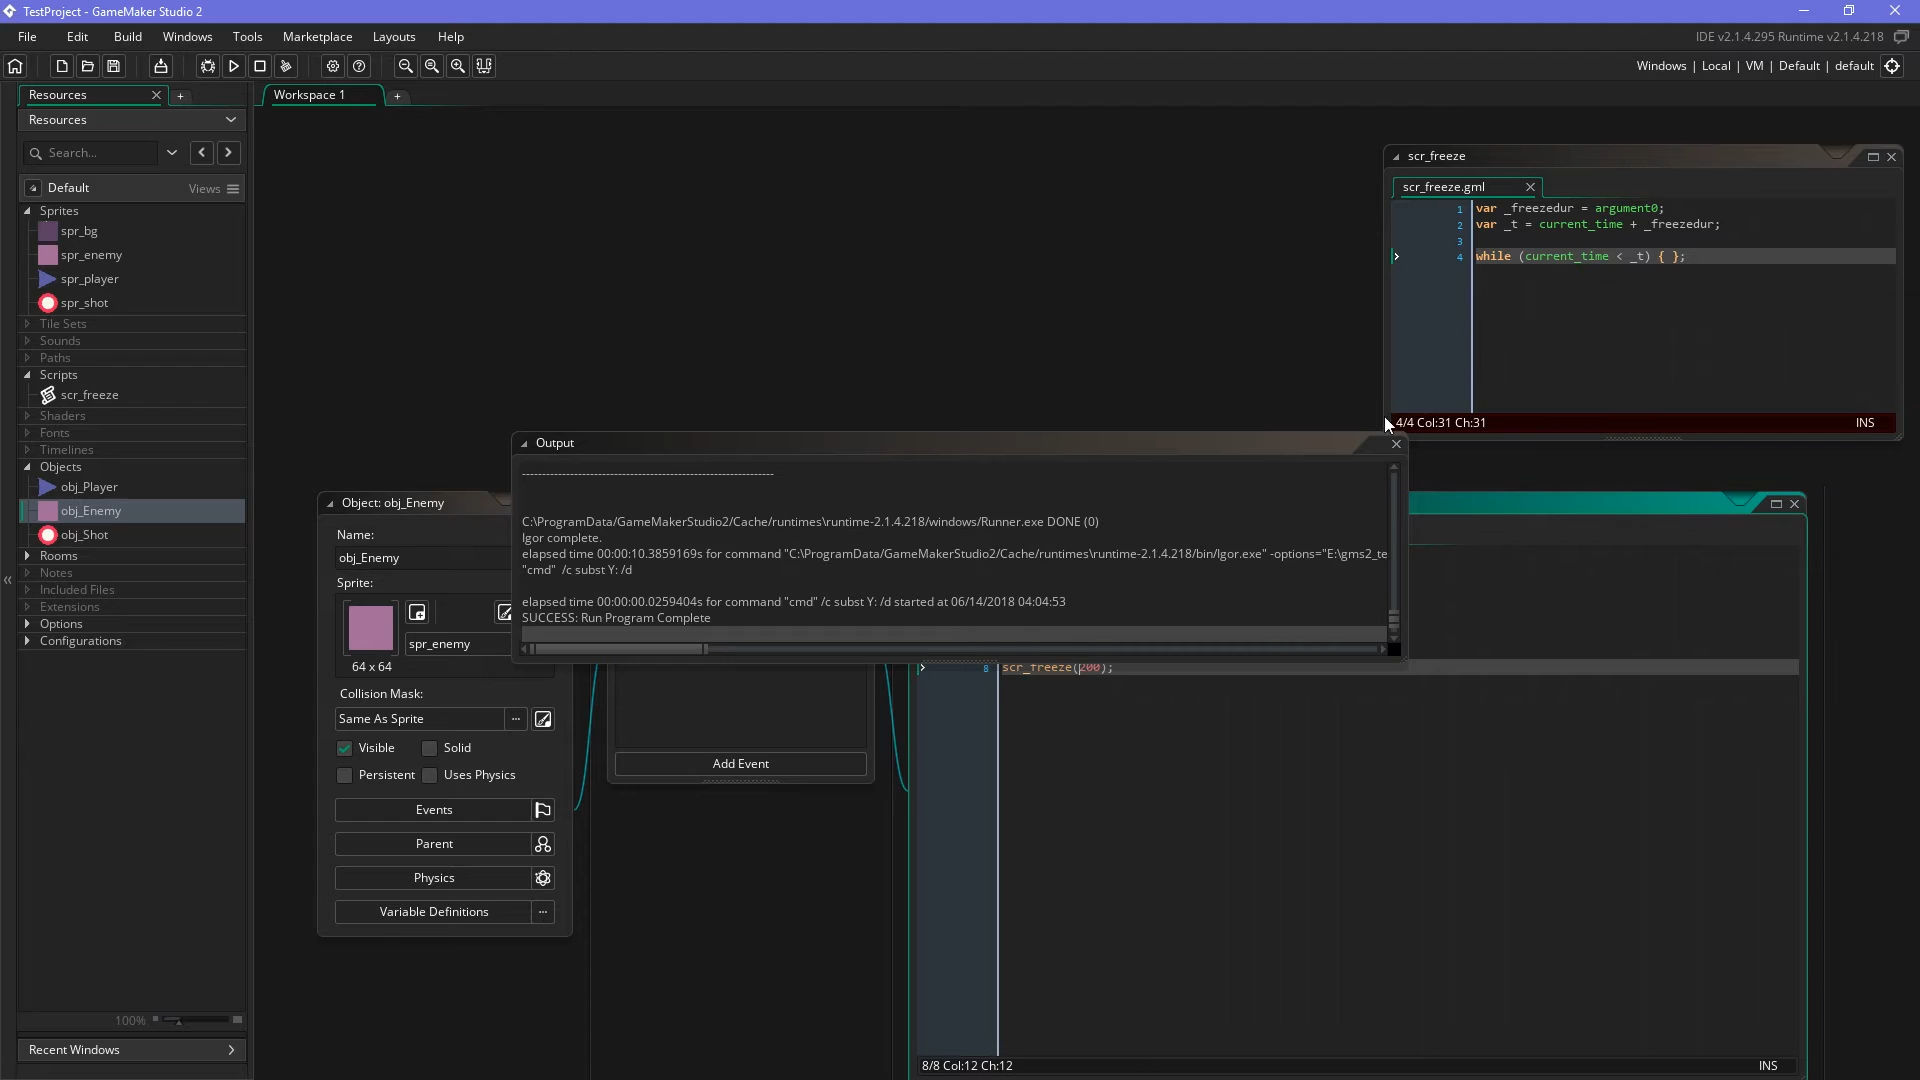 TestProject - GameMaker Studio 2
File Edit Build Windows Tools Marketplace Layouts Help
IDE v2.1.4.295 Runtime v2.1.4.218
Windows | Local | VM | Default | default
Resources
Workspace 1
Resources
Search...
Default
Views
Sprites
spr_bg
spr_enemy
spr_player
spr_shot
Tile Sets
Sounds
Paths
Scripts
scr_freeze
Shaders
Fonts
Timelines
Objects
obj_Player
obj_Enemy
obj_Shot
Rooms
Notes
Included Files
Extensions
Options
Configurations
100%
Recent Windows
scr_freeze
scr_freeze.gml
1 var _freezedur = argument0;
2 var _t = current_time + _freezedur;
3
4 while (current_time < _t) { };
4/4 Col:31 Ch:31
INS
Output
------------------------------------------------------------
C:\ProgramData/GameMakerStudio2/Cache/runtimes\runtime-2.1.4.218/windows/Runner.exe DONE (0)
Igor complete.
elapsed time 00:00:10.3859169s for command "C:\ProgramData/GameMakerStudio2/Cache/runtimes\runtime-2.1.4.218/bin/Igor.exe" -options="E:\gms2_te
"cmd" /c subst Y: /d
elapsed time 00:00:00.0259404s for command "cmd" /c subst Y: /d started at 06/14/2018 04:04:53
SUCCESS: Run Program Complete
Object: obj_Enemy
Name:
obj_Enemy
Sprite:
spr_enemy
64 x 64
Collision Mask:
Same As Sprite
Visible
Solid
Persistent
Uses Physics
Events
Parent
Physics
Variable Definitions
Add Event
8 scr_freeze(200);
8/8 Col:12 Ch:12
INS